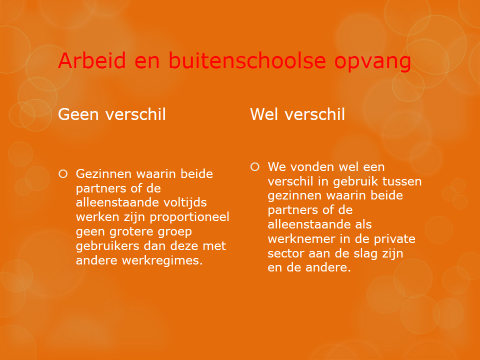 Arbeid en buitenschoolse opvang
Geen verschil
Gezinnen waarin beide
partners of de
alleenstaande voltijds
werken zijn proportioneel
geen grotere groep
gebruikers dan deze met
andere werkregimes.
Wel verschil
We vonden wel een
verschil in gebruik tussen
gezinnen waarin beide
partners of de
alleenstaande als
werknemer in de private
sector aan de slag zijn
en de andere.